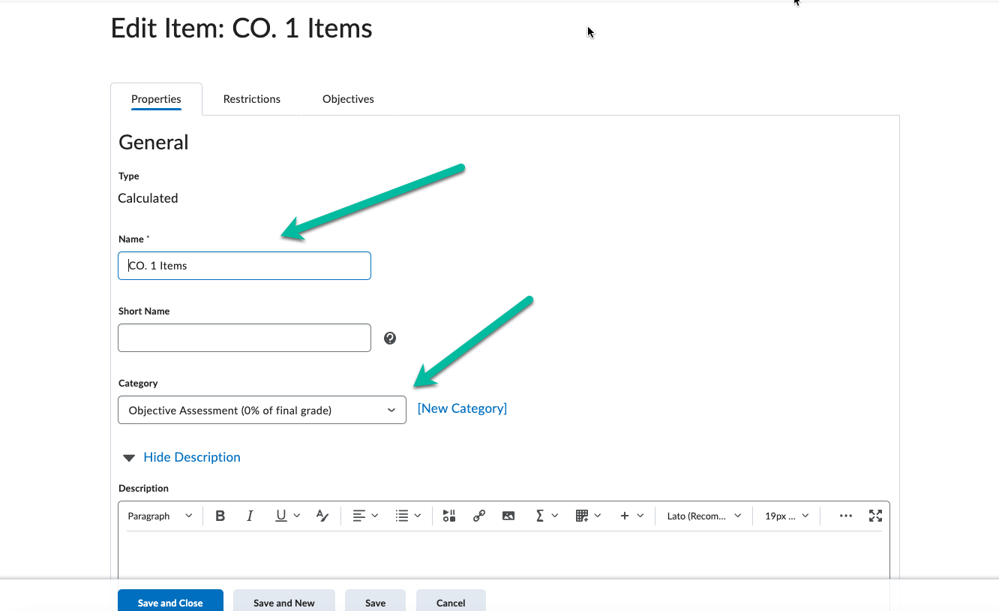 Edit Item: CO. 1 Items
Properties Restrictions Objectives
General
Type
Calculated
Name *
CO. 1 Items
Short Name
Category
Objective Assessment (0% of final grade) [New Category]
Hide Description
Description
Paragraph B I U A Σ + Lato (Recom... 19px ...
Save and Close Save and New Save Cancel